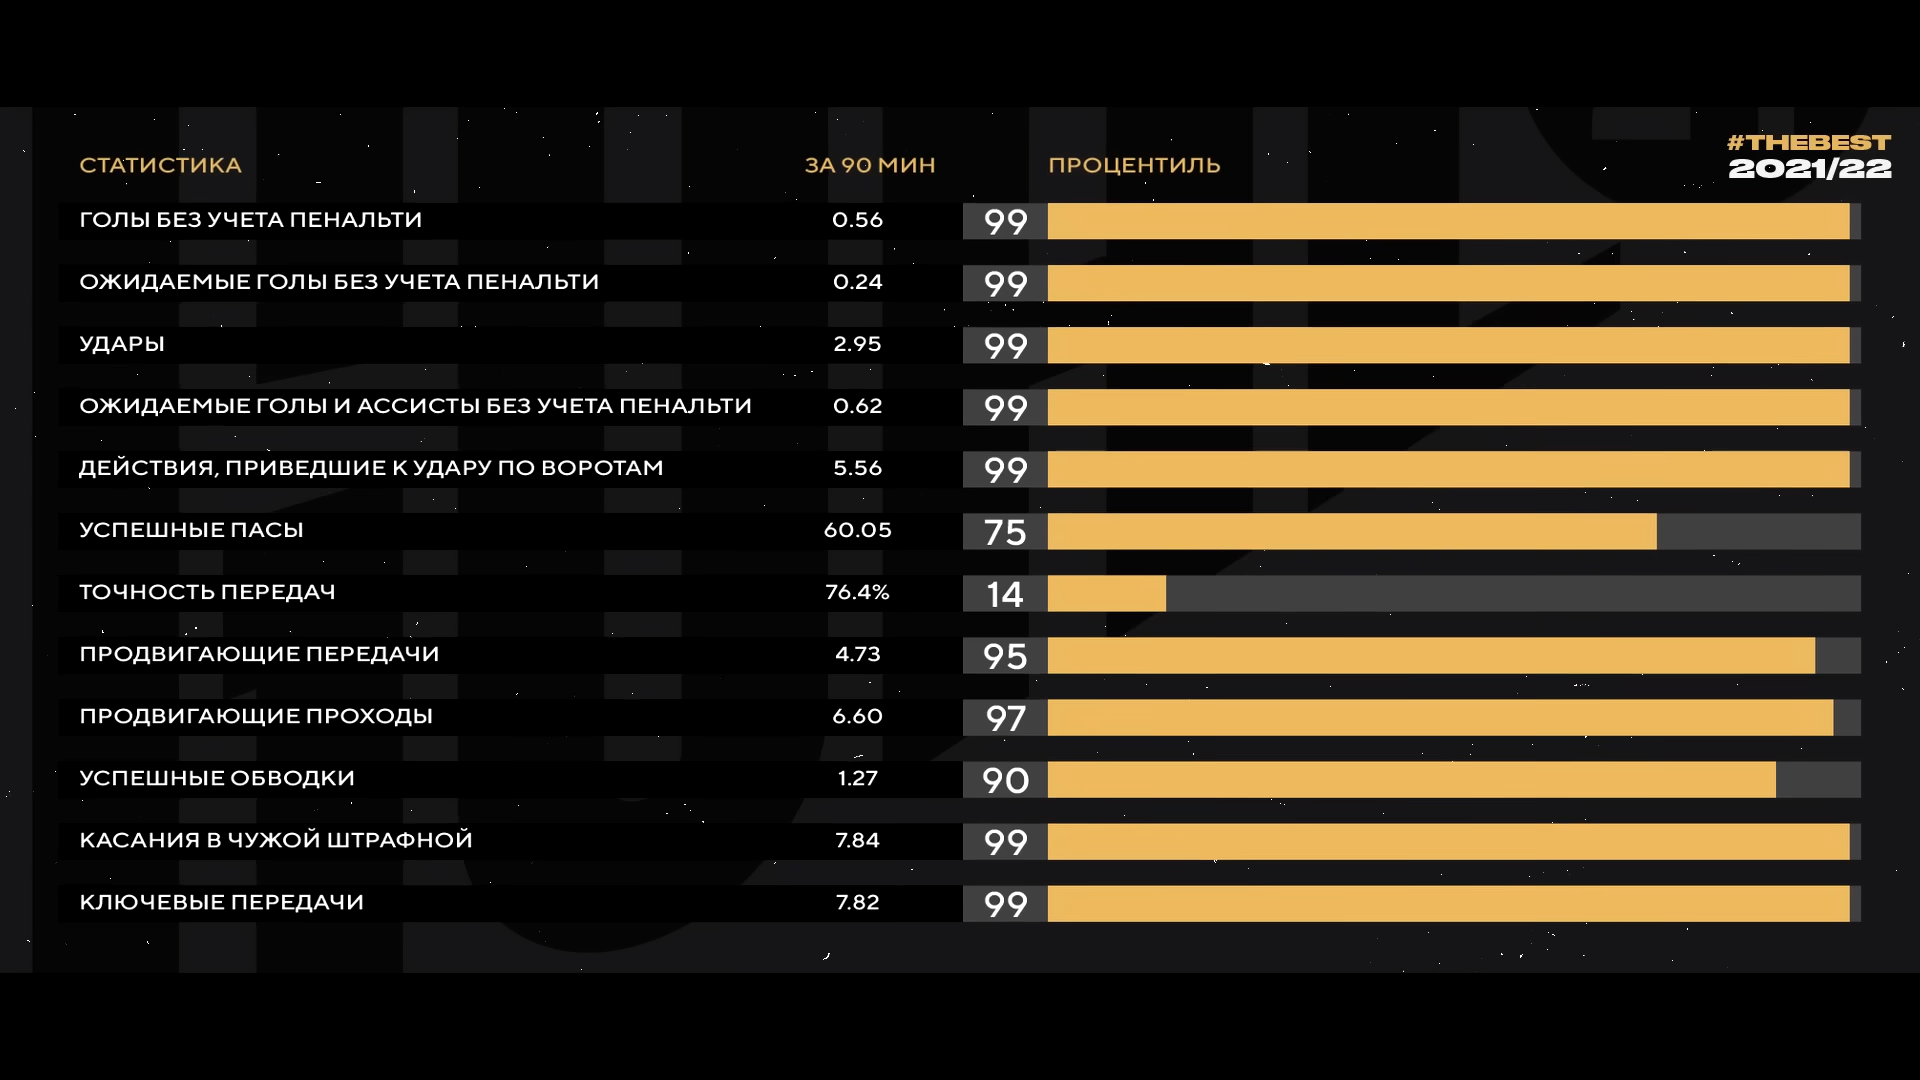 СТАТИСТИКА ЗА 90 МИН ПРОЦЕНТИЛЬ #THEBEST
2021/22
ГОЛЫ БЕЗ УЧЕТА ПЕНАЛЬТИ 0.56 99
ОЖИДАЕМЫЕ ГОЛЫ БЕЗ УЧЕТА ПЕНАЛЬТИ 0.24 99
УДАРЫ 2.95 99
ОЖИДАЕМЫЕ ГОЛЫ И АССИСТЫ БЕЗ УЧЕТА ПЕНАЛЬТИ 0.62 99
ДЕЙСТВИЯ, ПРИВЕДШИЕ К УДАРУ ПО ВОРОТАМ 5.56 99
УСПЕШНЫЕ ПАСЫ 60.05 75
ТОЧНОСТЬ ПЕРЕДАЧ 76.4% 14
ПРОДВИГАЮЩИЕ ПЕРЕДАЧИ 4.73 95
ПРОДВИГАЮЩИЕ ПРОХОДЫ 6.60 97
УСПЕШНЫЕ ОБВОДКИ 1.27 90
КАСАНИЯ В ЧУЖОЙ ШТРАФНОЙ 7.84 99
КЛЮЧЕВЫЕ ПЕРЕДАЧИ 7.82 99